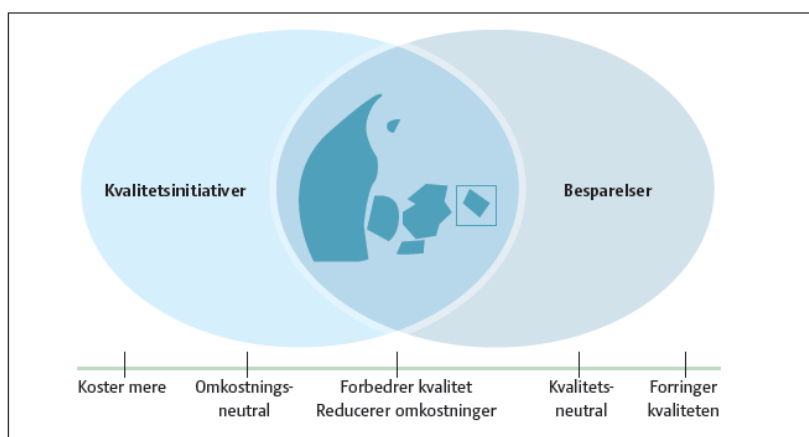 Kvalitetsinitiativer
Besparelser
Koster mere
Omkostnings-
neutral
Forbedrer kvalitet
Reducerer omkostninger
Kvalitets-
neutral
Forringer
kvaliteten